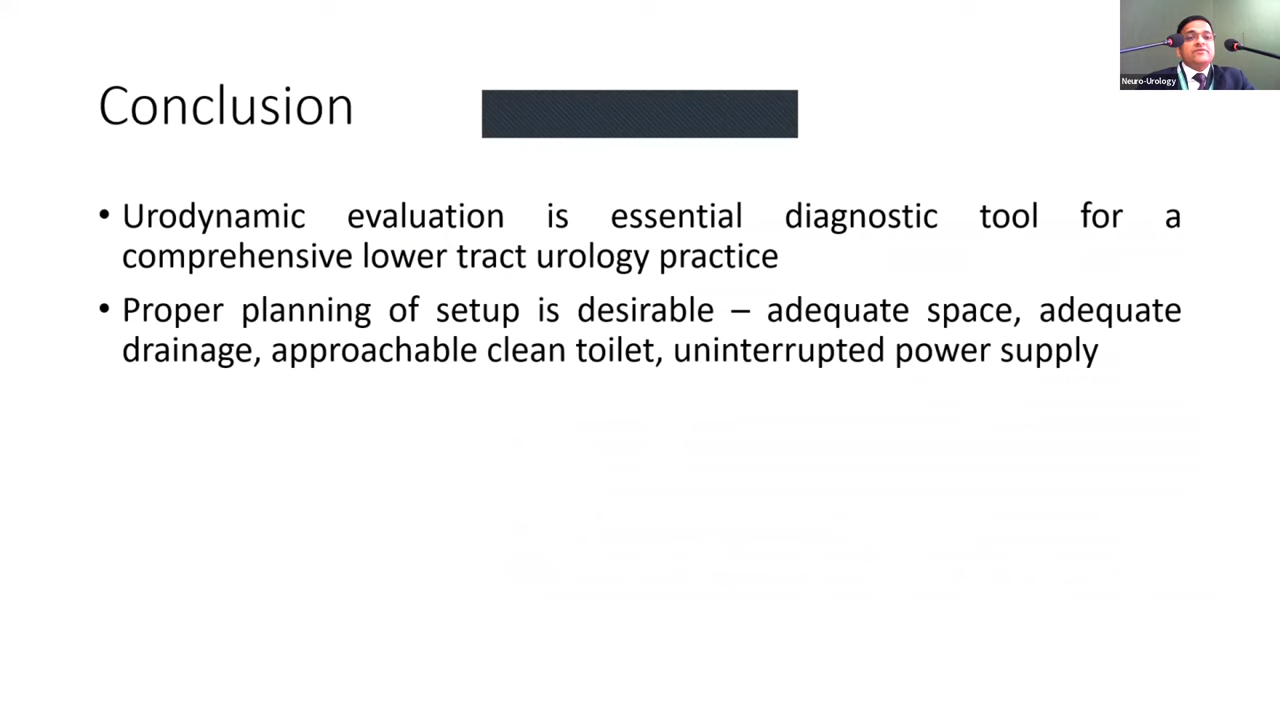 Conclusion
Neuro-Urology
• Urodynamic evaluation is essential diagnostic tool for a
comprehensive lower tract urology practice
• Proper planning of setup is desirable – adequate space, adequate
drainage, approachable clean toilet, uninterrupted power supply